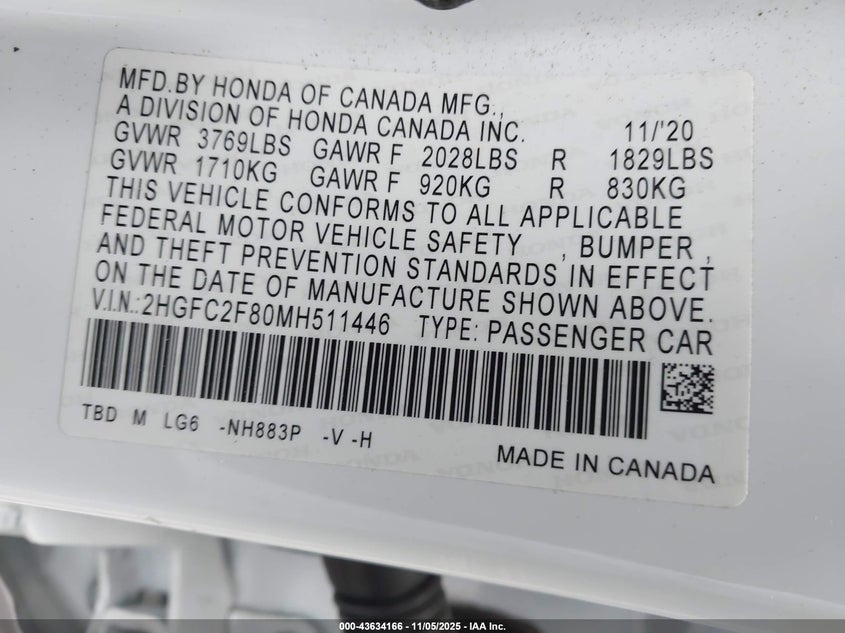 MFD.BY HONDA OF CANADA MFG.,
A DIVISION OF HONDA CANADA INC. 11/'20
GVWR 3769LBS GAWR F 2028LBS R 1829LBS
GVWR 1710KG GAWR F 920KG R 830KG
THIS VEHICLE CONFORMS TO ALL APPLICABLE
FEDERAL MOTOR VEHICLE SAFETY , BUMPER ,
AND THEFT PREVENTION STANDARDS IN EFFECT
ON THE DATE OF MANUFACTURE SHOWN ABOVE.
V.I.N.:2HGFC2F80MH511446 TYPE: PASSENGER CAR
TBD M LG6 -NH883P -V -H
MADE IN CANADA
000-43634166 - 11/05/2025 - IAA Inc.